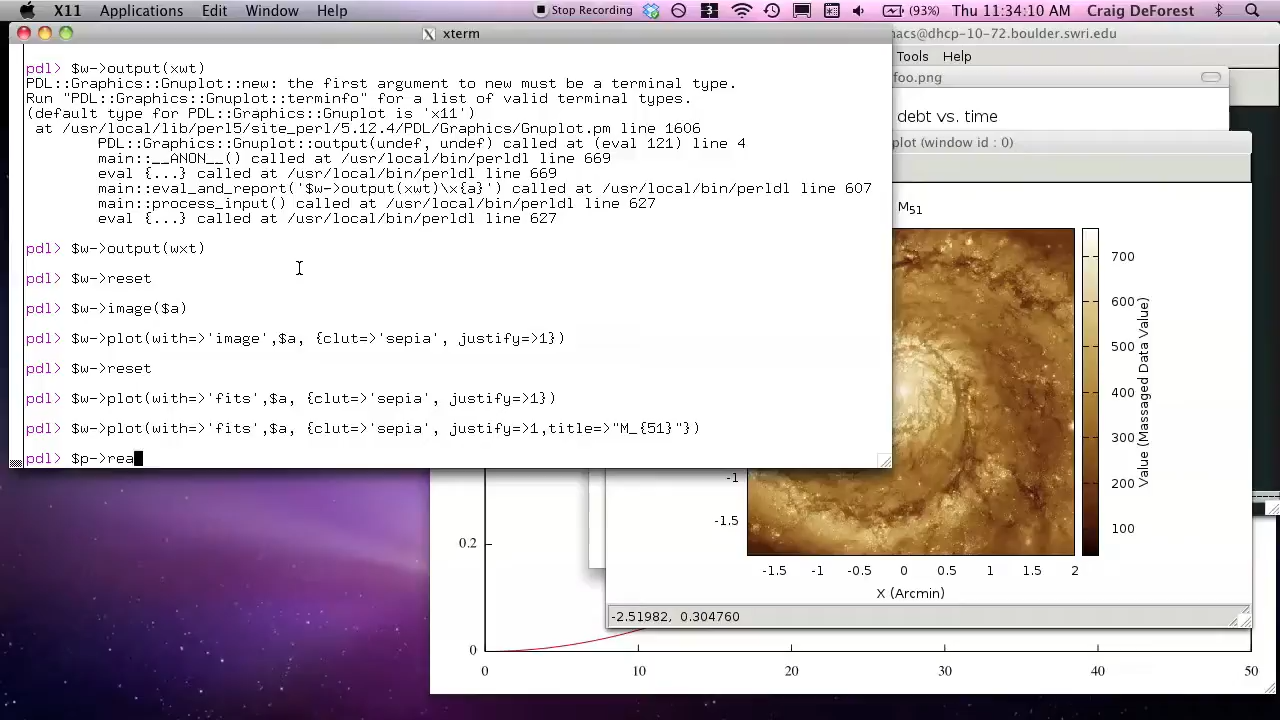 X11 Applications Edit Window Help
Stop Recording
3
(93%)
Thu 11:34:10 AM Craig DeForest
xterm
pdl> $w->output(xwt)
PDL::Graphics::Gnuplot::new: the first argument to new must be a terminal type.
Run "PDL::Graphics::Gnuplot::terminfo" for a list of valid terminal types.
(default type for PDL::Graphics::Gnuplot is 'x11')
at /usr/local/lib/perl5/site_perl/5.12.4/PDL/Graphics/Gnuplot.pm line 1606
PDL::Graphics::Gnuplot::output(undef, undef) called at (eval 121) line 4
main::__ANON__() called at /usr/local/bin/perldl line 669
eval {...} called at /usr/local/bin/perldl line 669
main::eval_and_report('$w->output(xwt)\x{a}') called at /usr/local/bin/perldl line 607
main::process_input() called at /usr/local/bin/perldl line 627
eval {...} called at /usr/local/bin/perldl line 627
pdl> $w->output(wxt)
pdl> $w->reset
pdl> $w->image($a)
pdl> $w->plot(with=>'image',$a, {clut=>'sepia', justify=>1})
pdl> $w->reset
pdl> $w->plot(with=>'fits',$a, {clut=>'sepia', justify=>1})
pdl> $w->plot(with=>'fits',$a, {clut=>'sepia', justify=>1,title=>"M_{51}"})
pdl> $p->rea
acs@dhcp-10-72.boulder.swri.edu
Tools Help
foo.png
debt vs. time
plot (window id : 0)
M51
700
600
500
400
300
200
100
Value (Massaged Data Value)
-1
-1.5
-1.5 -1 -0.5 0 0.5 1 1.5 2
X (Arcmin)
-2.51982, 0.304760
0.2
0
0 10 20 30 40 50